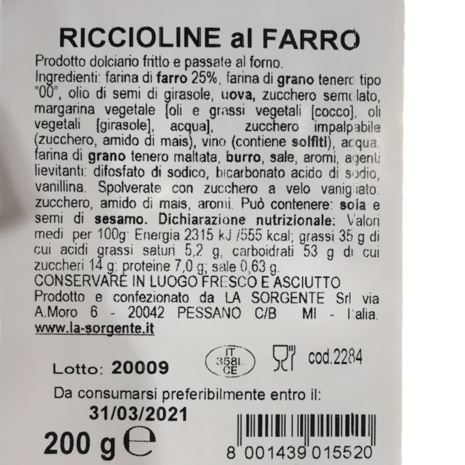 RICCIOLINE al FARRO
Prodotto dolciario fritto e passate al forno.
Ingredienti: farina di farro 25%, farina di grano tenero tipo
"00", olio di semi di girasole, uova, zucchero semolato,
margarina vegetale [oli e grassi vegetali [cocco], oli
vegetali [girasole], acqua], zucchero impalpabile
(zucchero, amido di mais), vino (contiene solfiti), acqua,
farina di grano tenero maltata, burro, sale, aromi, agenti
lievitanti: difosfato di sodico, bicarbonato acido di sodio,
vanillina. Spolverate con zucchero a velo vanigliato:
zucchero, amido di mais, aromi. Può contenere: soia e
semi di sesamo. Dichiarazione nutrizionale: Valori
medi per 100g: Energia 2315 kJ /555 kcal; grassi 35 g di
cui acidi grassi saturi 5,2 g, carboidrati 53 g di cui
zuccheri 14 g; proteine 7,0 g; sale 0,63 g.
CONSERVARE IN LUOGO FRESCO E ASCIUTTO
Prodotto e confezionato da LA SORGENTE Srl via
A.Moro 6 - 20042 PESSANO C/B MI - Italia.
www.la-sorgente.it
Lotto: 20009
IT
358L
CE
cod.2284
Da consumarsi preferibilmente entro il:
31/03/2021
200 g e
8 001439 015520